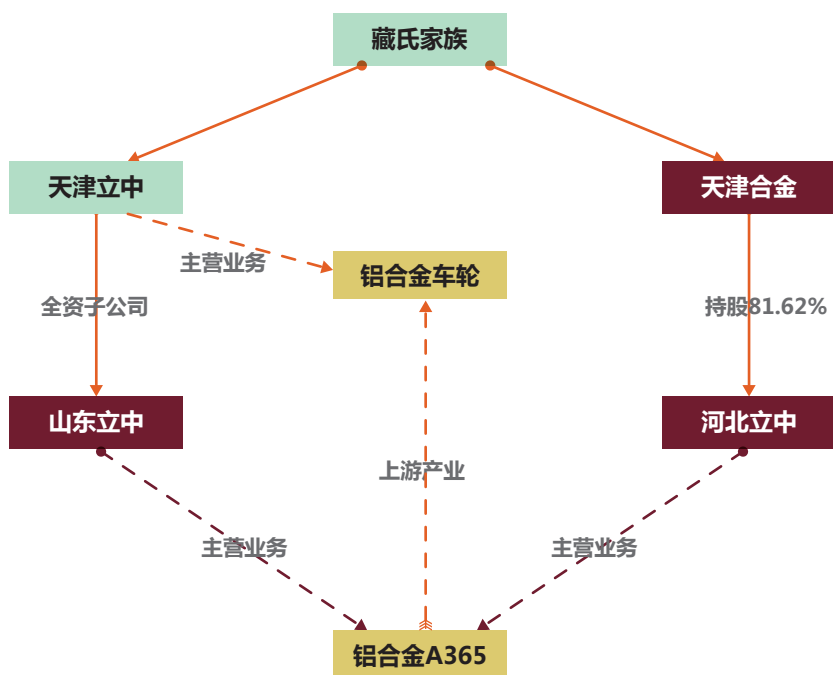 藏氏家族
天津立中
天津合金
主营业务
铝合金车轮
全资子公司
持股81.62%
山东立中
河北立中
上游产业
主营业务
主营业务
铝合金A365